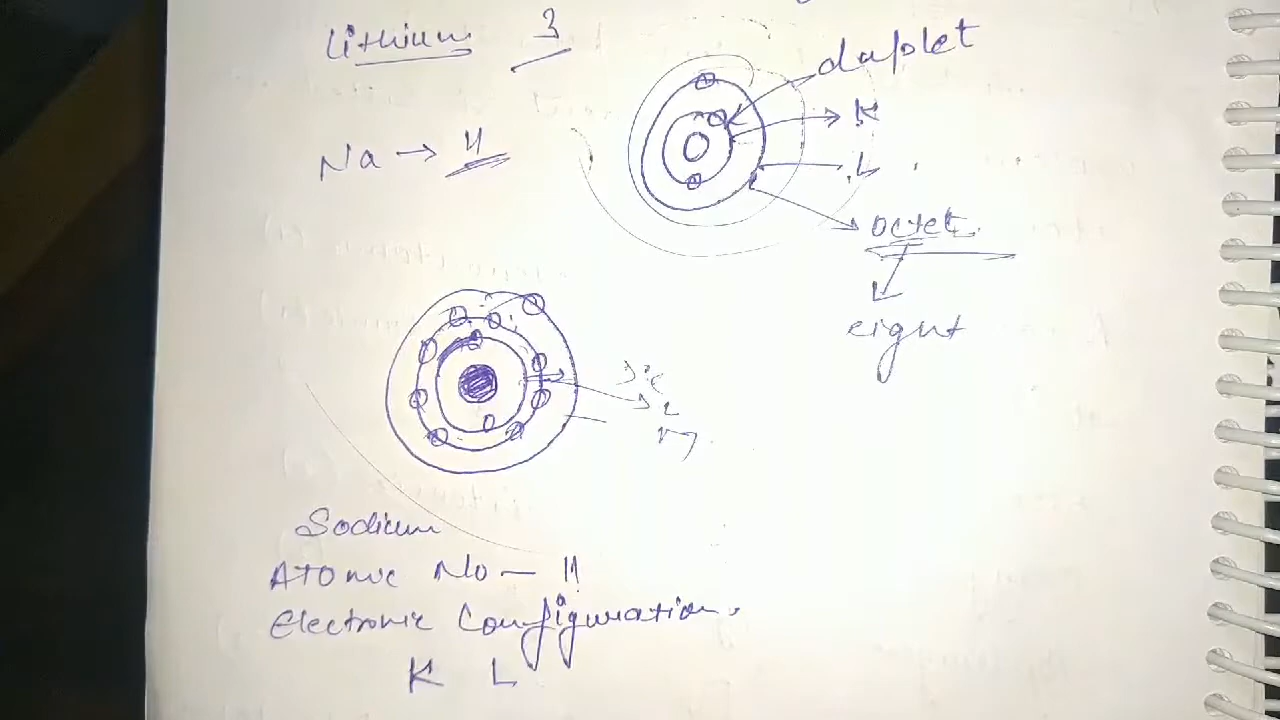 Lithium 3
duplet
K
Na → 11
L
octet
eight
K
L
M
Sodium
Atomic No — 11
Electronic Configuration.
K L